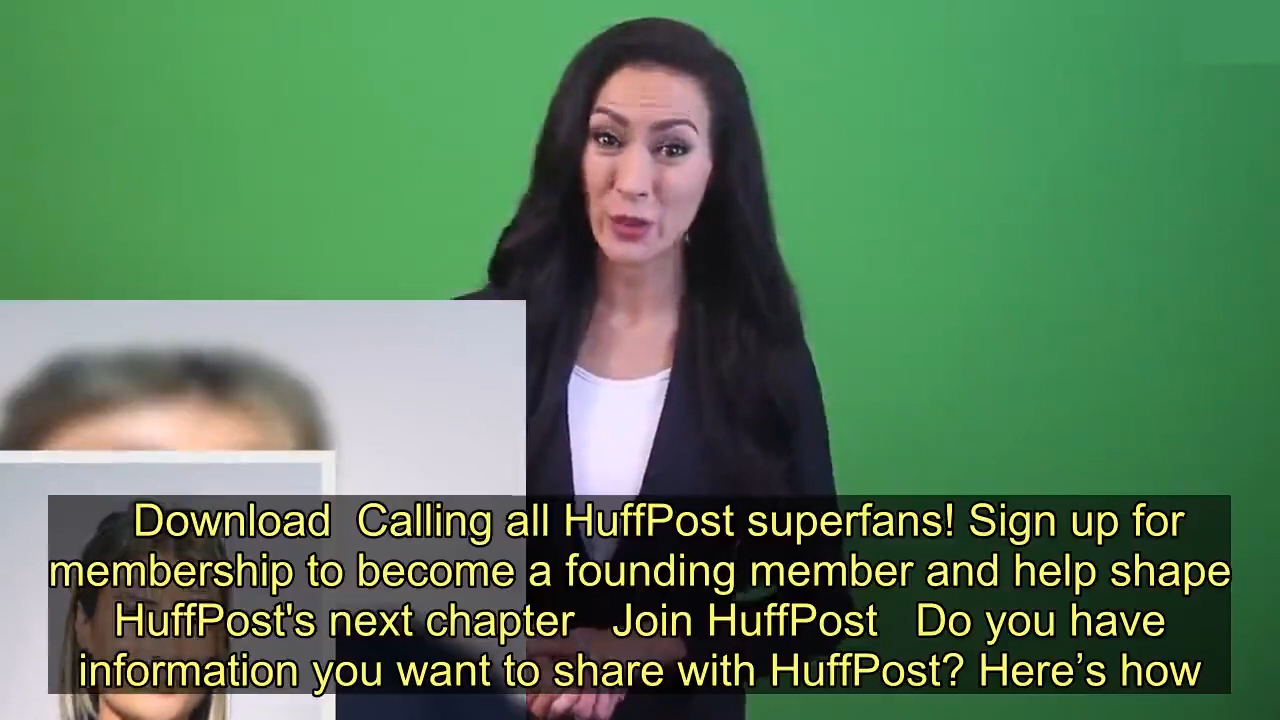 Download  Calling all HuffPost superfans! Sign up for
membership to become a founding member and help shape
HuffPost's next chapter   Join HuffPost   Do you have
information you want to share with HuffPost? Here’s how